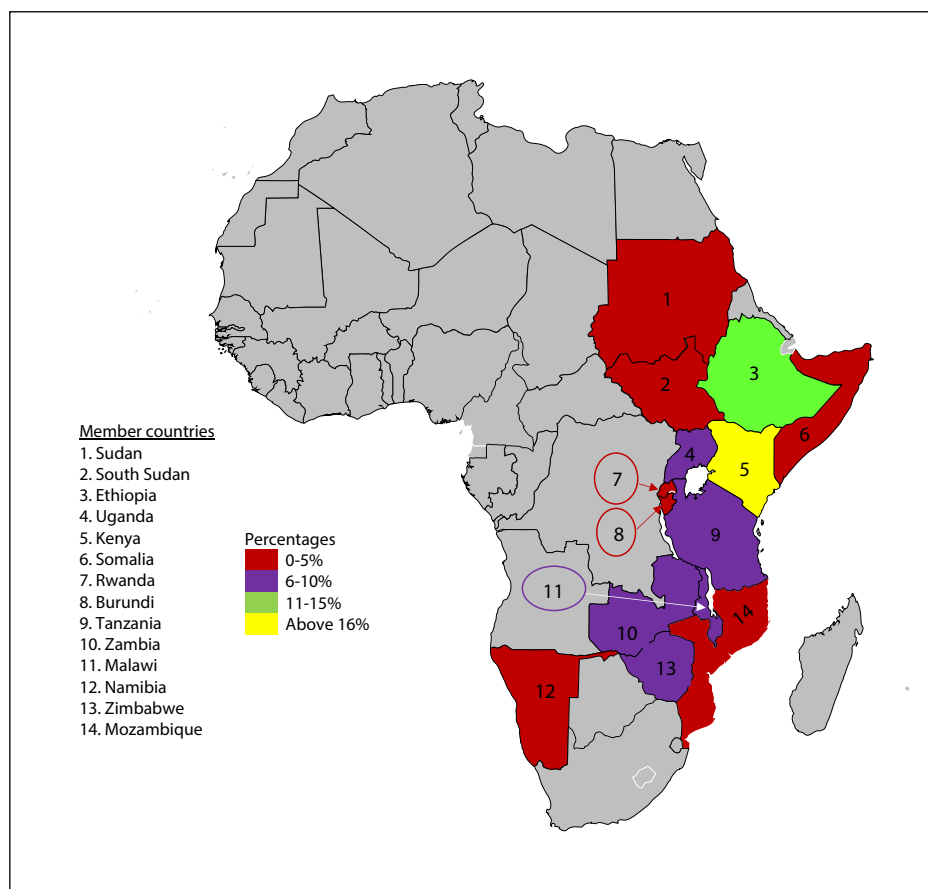 1
3
2
6
4
5
7
8
9
11
14
10
13
12
Member countries
1. Sudan
2. South Sudan
3. Ethiopia
4. Uganda
5. Kenya
6. Somalia
7. Rwanda
8. Burundi
9. Tanzania
10. Zambia
11. Malawi
12. Namibia
13. Zimbabwe
14. Mozambique
Percentages
0-5%
6-10%
11-15%
Above 16%